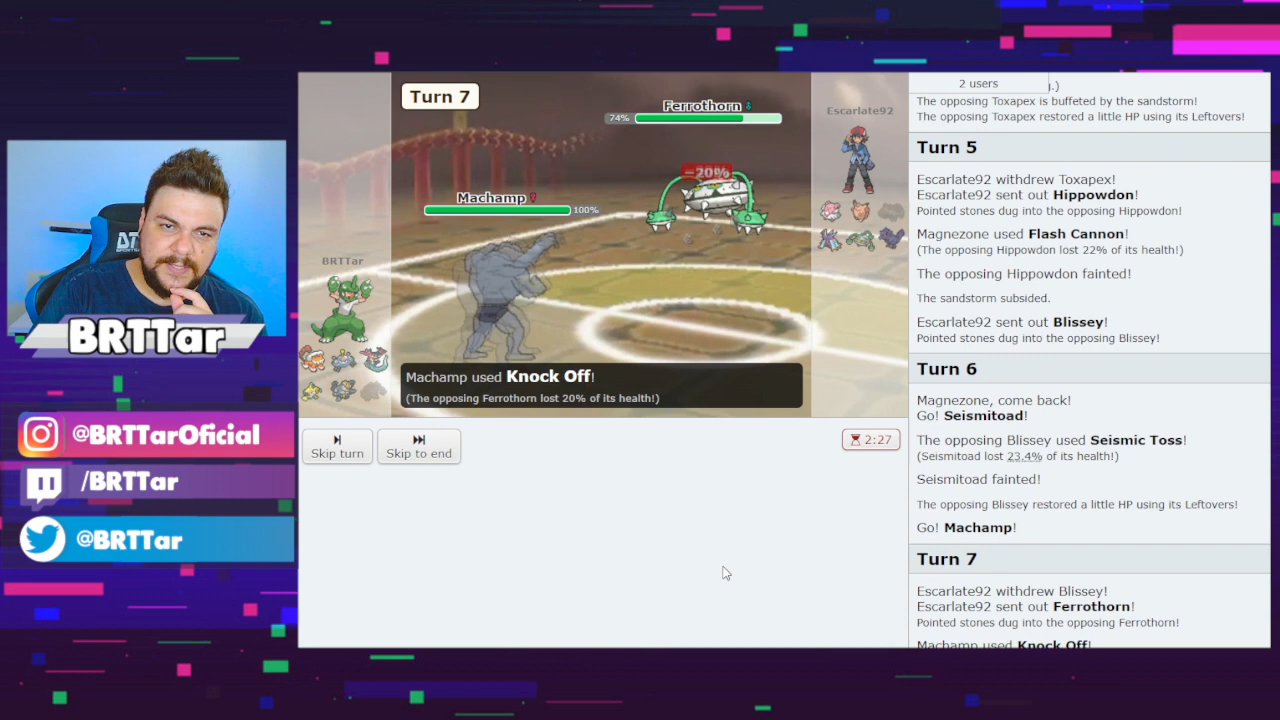 Turn 7
Ferrothorn
74%
-20%
Machamp
100%
Machamp used Knock Off!
(The opposing Ferrothorn lost 20% of its health!)
BRTTar
Escarlate92
Skip turn
Skip to end
2:27
2 users
.)
The opposing Toxapex is buffeted by the sandstorm!
The opposing Toxapex restored a little HP using its Leftovers!
Turn 5
Escarlate92 withdrew Toxapex!
Escarlate92 sent out Hippowdon!
Pointed stones dug into the opposing Hippowdon!
Magnezone used Flash Cannon!
(The opposing Hippowdon lost 22% of its health!)
The opposing Hippowdon fainted!
The sandstorm subsided.
Escarlate92 sent out Blissey!
Pointed stones dug into the opposing Blissey!
Turn 6
Magnezone, come back!
Go! Seismitoad!
The opposing Blissey used Seismic Toss!
(Seismitoad lost 23.4% of its health!)
Seismitoad fainted!
The opposing Blissey restored a little HP using its Leftovers!
Go! Machamp!
Turn 7
Escarlate92 withdrew Blissey!
Escarlate92 sent out Ferrothorn!
Pointed stones dug into the opposing Ferrothorn!
Machamp used Knock Off!
BRTTar
@BRTTarOficial
/BRTTar
@BRTTar